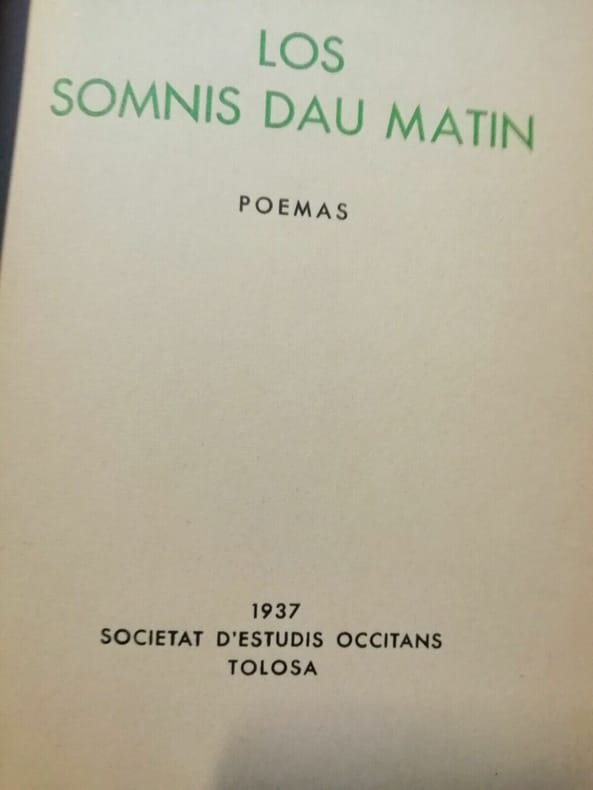 LOS
SOMNIS DAU MATIN
POEMAS
1937
SOCIETAT D'ESTUDIS OCCITANS
TOLOSA